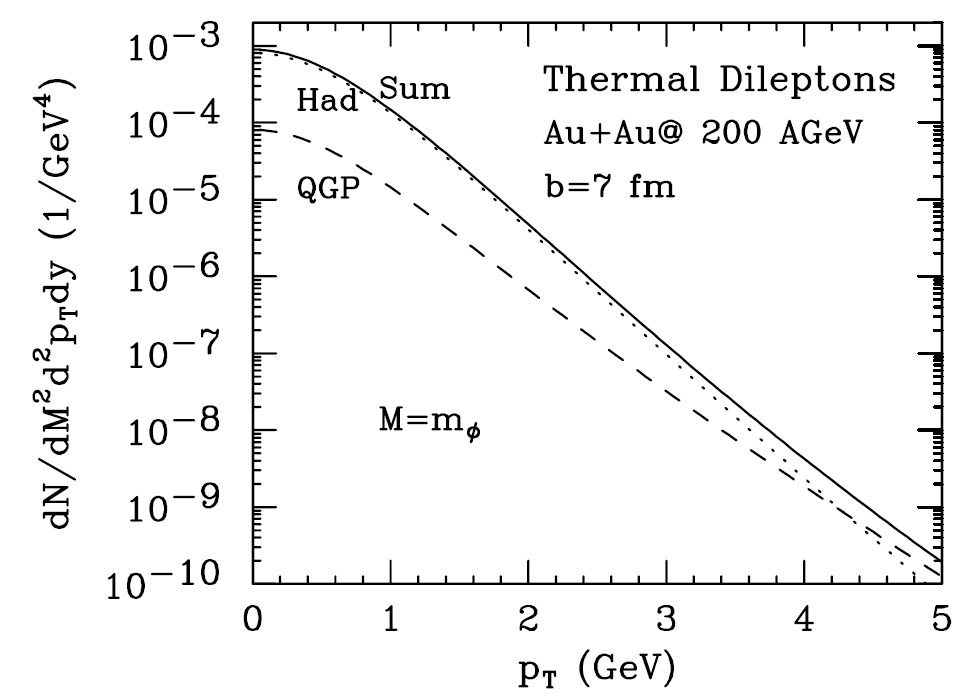 dN/dM²d²p_Tdy (1/GeV⁴)
10⁻³
10⁻⁴
10⁻⁵
10⁻⁶
10⁻⁷
10⁻⁸
10⁻⁹
10⁻¹⁰
Had
Sum
QGP
Thermal Dileptons
Au+Au@ 200 AGeV
b=7 fm
M=m_ϕ
0 1 2 3 4 5
p_T (GeV)